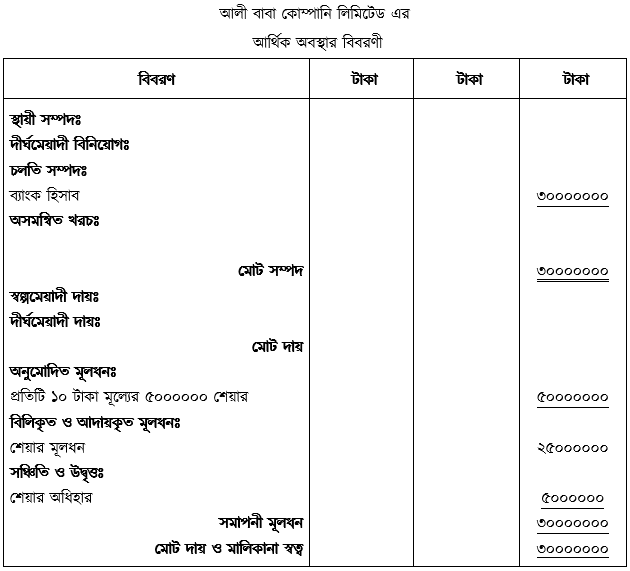 আলী বাবা কোম্পানি লিমিটেড এর
আর্থিক অবস্থার বিবরণী
বিবরণ টাকা টাকা টাকা
স্থায়ী সম্পদঃ
দীর্ঘমেয়াদী বিনিয়োগঃ
চলতি সম্পদঃ
ব্যাংক হিসাব ৩০০০০০০০
অসমন্বিত খরচঃ
মোট সম্পদ ৩০০০০০০০
স্বল্পমেয়াদী দায়ঃ
দীর্ঘমেয়াদী দায়ঃ
মোট দায়
অনুমোদিত মূলধনঃ
প্রতিটি ১০ টাকা মূল্যের ৫০০০০০০ শেয়ার ৫০০০০০০০
বিলিকৃত ও আদায়কৃত মূলধনঃ
শেয়ার মূলধন ২৫০০০০০০
সঞ্চিতি ও উদ্বৃত্তঃ
শেয়ার অধিহার ৫০০০০০০
সমাপনী মূলধন ৩০০০০০০০
মোট দায় ও মালিকানা স্বত্ব ৩০০০০০০০